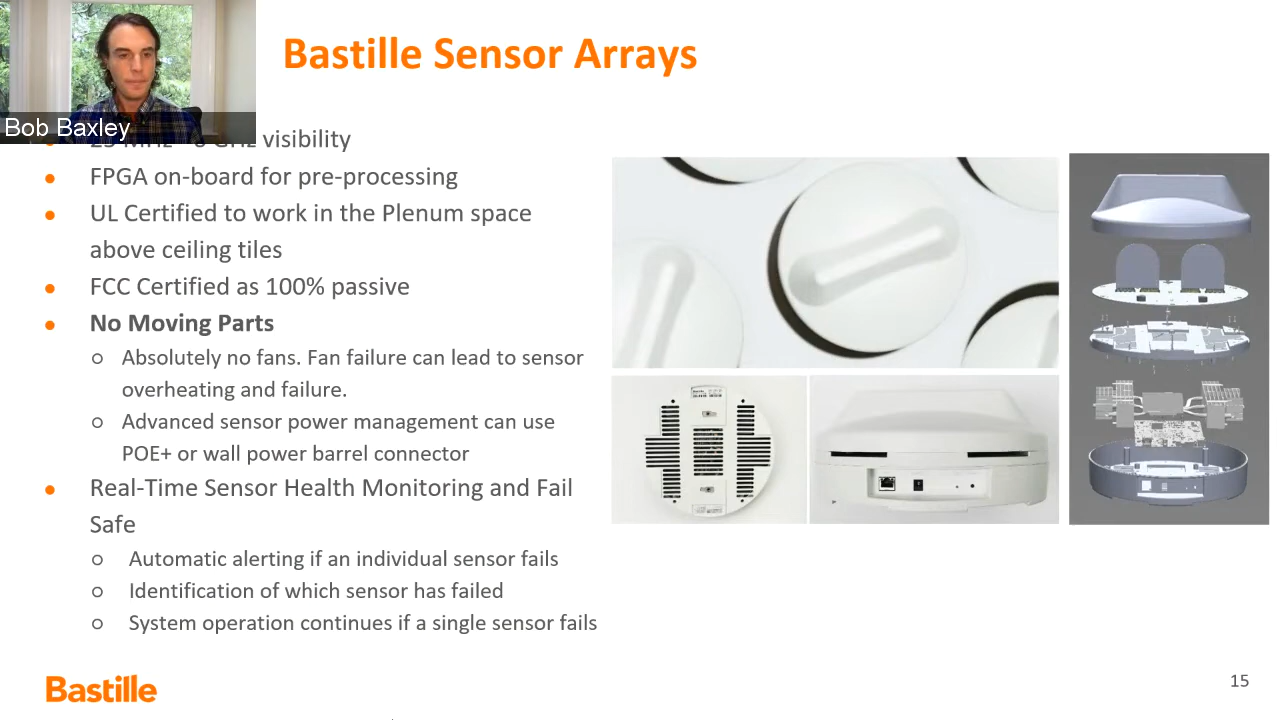 Bob Baxley
Bastille Sensor Arrays
visibility
FPGA on-board for pre-processing
UL Certified to work in the Plenum space
above ceiling tiles
FCC Certified as 100% passive
No Moving Parts
Absolutely no fans. Fan failure can lead to sensor
overheating and failure.
Advanced sensor power management can use
POE+ or wall power barrel connector
Real-Time Sensor Health Monitoring and Fail
Safe
Automatic alerting if an individual sensor fails
Identification of which sensor has failed
System operation continues if a single sensor fails
Bastille
15